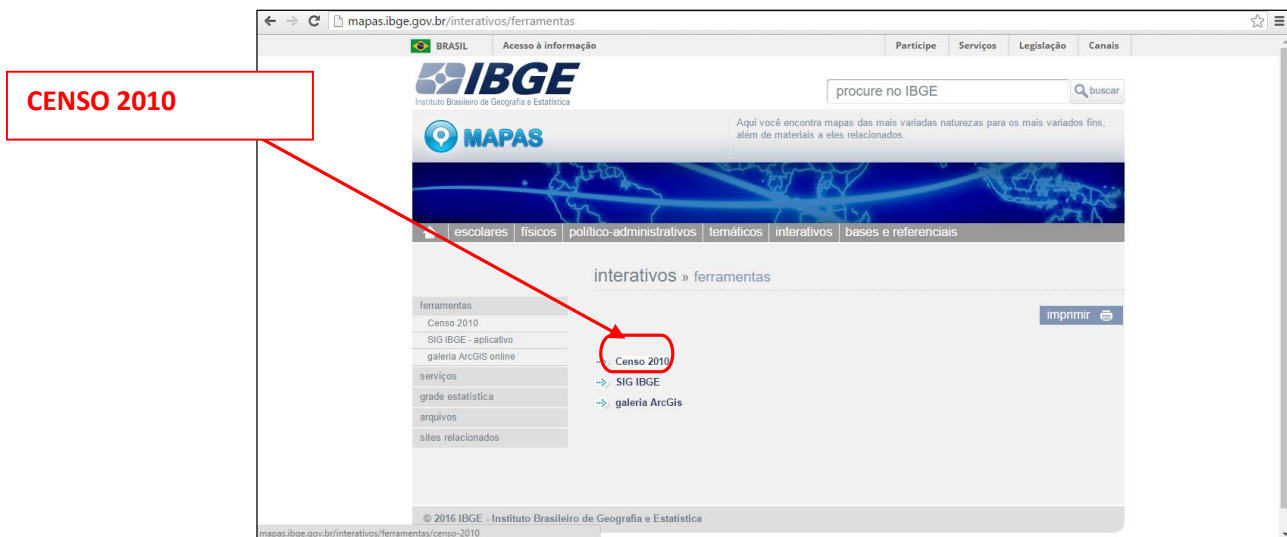 mapas.ibge.gov.br/interativos/ferramentas
BRASIL Acesso à informação Participe Serviços Legislação Canais
CENSO 2010
IBGE
Instituto Brasileiro de Geografia e Estatística
procure no IBGE buscar
MAPAS
Aqui você encontra mapas das mais variadas naturezas para os mais variados fins,
além de materiais a eles relacionados.
escolares físicos político-administrativos temáticos interativos bases e referenciais
interativos » ferramentas
imprimir
ferramentas
Censo 2010
SIG IBGE - aplicativo
galeria ArcGIS online
serviços
grade estatística
arquivos
sites relacionados
Censo 2010
SIG IBGE
galeria ArcGis
© 2016 IBGE - Instituto Brasileiro de Geografia e Estatística
mapas.ibge.gov.br/interativos/ferramentas/censo-2010